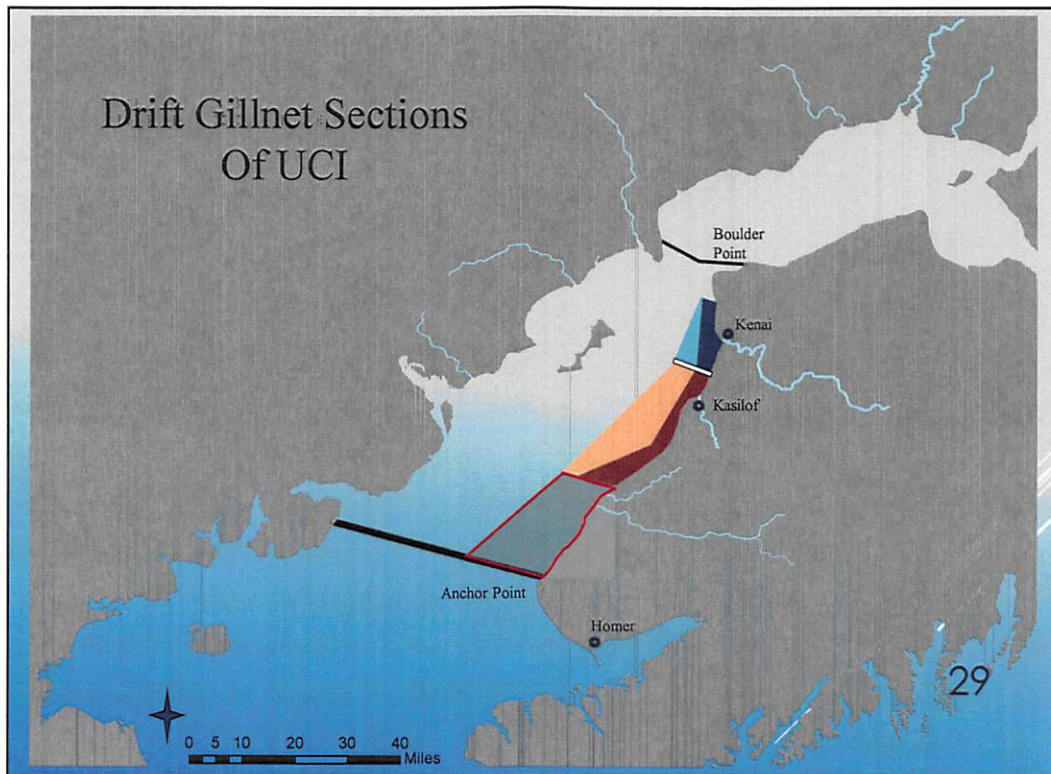 Drift Gillnet Sections
Of UCI
Boulder
Point
Kenai
Kasilof
Anchor Point
Homer
29
0 5 10 20 30 40
Miles